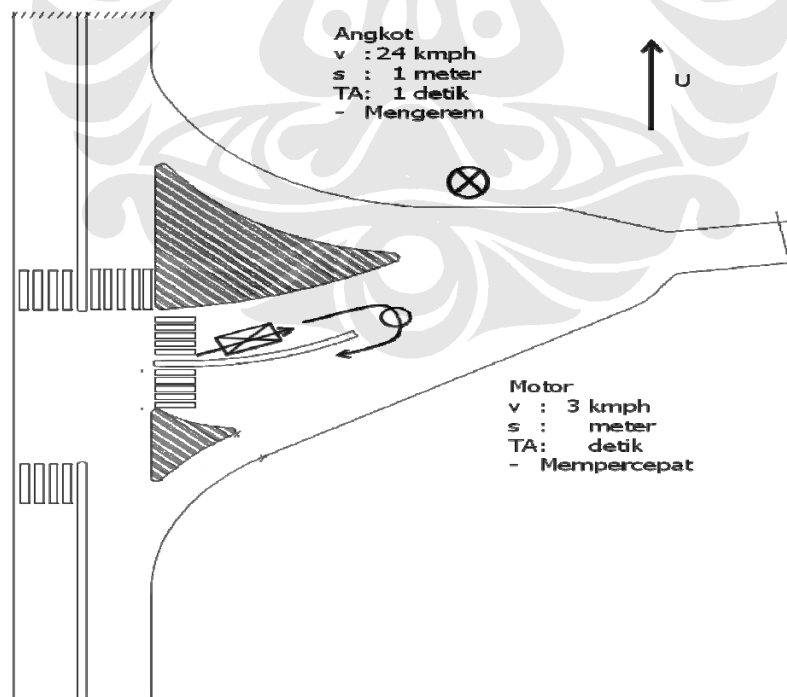 Angkot
v : 24 kmph
s : 1 meter
TA: 1 detik
- Mengerem
U
Motor
v : 3 kmph
s : meter
TA: detik
- Mempercepat